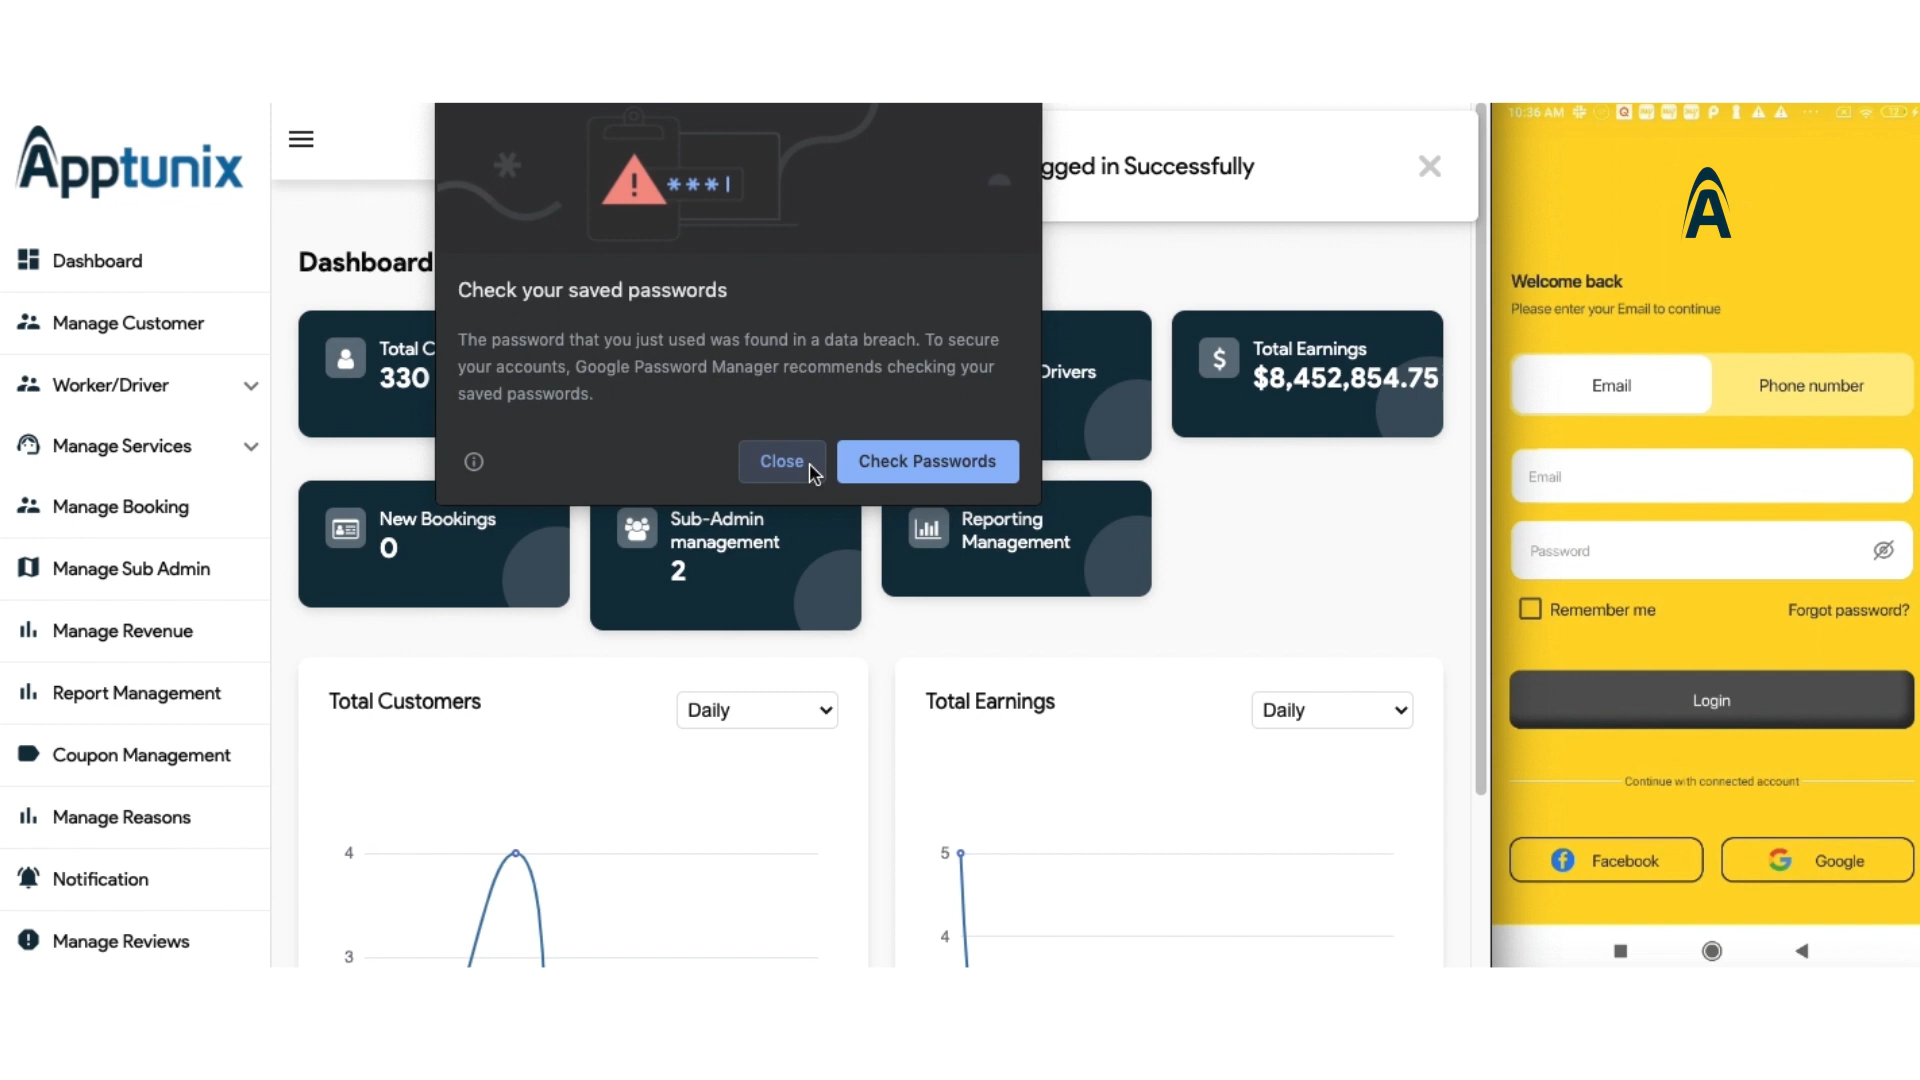 Apptunix
Dashboard
Manage Customer
Worker/Driver
Manage Services
Manage Booking
Manage Sub Admin
Manage Revenue
Report Management
Coupon Management
Manage Reasons
Notification
Manage Reviews
gged in Successfully
Dashboard
Total C
330
Drivers
Total Earnings
$8,452,854.75
***|
Check your saved passwords
The password that you just used was found in a data breach. To secure
your accounts, Google Password Manager recommends checking your
saved passwords.
Close
Check Passwords
New Bookings
0
Sub-Admin
management
2
Reporting
Management
Total Customers
Daily
4
3
Total Earnings
Daily
5
4
10:36 AM
Welcome back
Please enter your Email to continue
Email
Phone number
Email
Password
Remember me
Forgot password?
Login
Continue with connected account
Facebook
Google